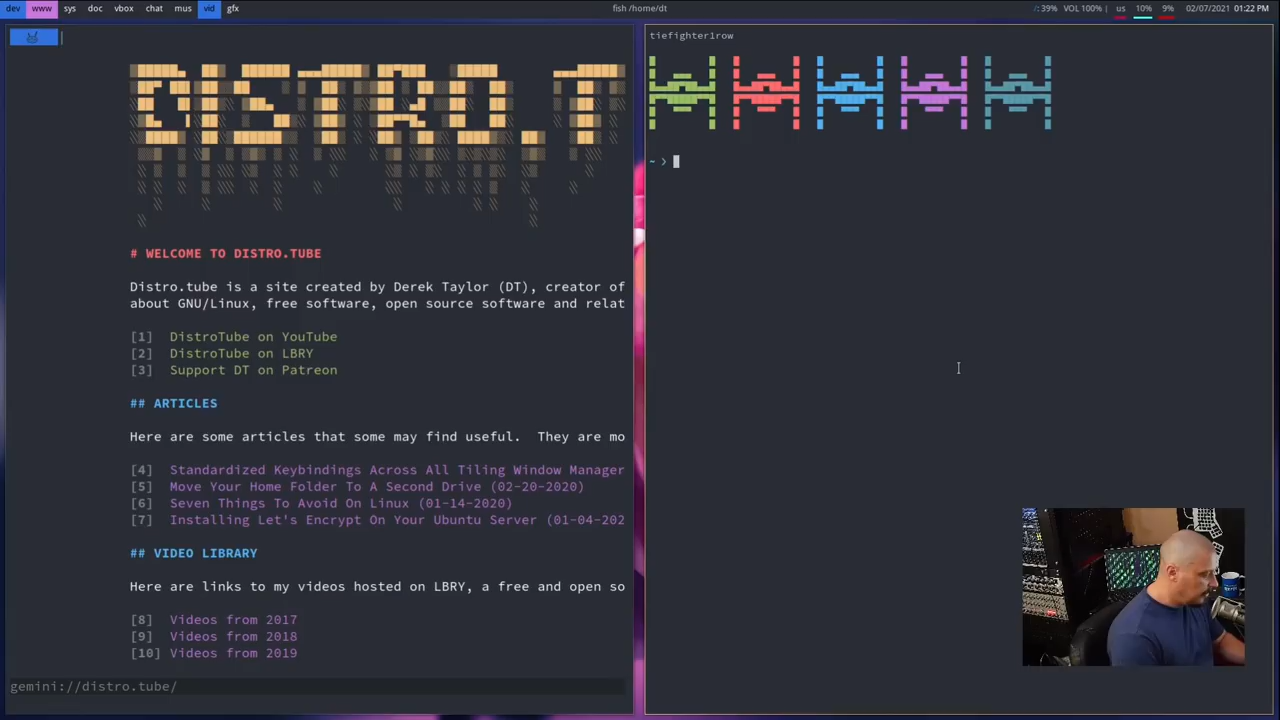 dev www sys doc vbox chat mus vid gfx
fish /home/dt
: 39% VOL 100% | us 10% 9% 02/07/2021 01:22 PM
DISTRO.T
# WELCOME TO DISTRO.TUBE
Distro.tube is a site created by Derek Taylor (DT), creator of
about GNU/Linux, free software, open source software and relat
[1] DistroTube on YouTube
[2] DistroTube on LBRY
[3] Support DT on Patreon
## ARTICLES
Here are some articles that some may find useful. They are mo
[4] Standardized Keybindings Across All Tiling Window Manager
[5] Move Your Home Folder To A Second Drive (02-20-2020)
[6] Seven Things To Avoid On Linux (01-14-2020)
[7] Installing Let's Encrypt On Your Ubuntu Server (01-04-202
## VIDEO LIBRARY
Here are links to my videos hosted on LBRY, a free and open so
[8] Videos from 2017
[9] Videos from 2018
[10] Videos from 2019
gemini://distro.tube/
tiefighter1row
~ ❯